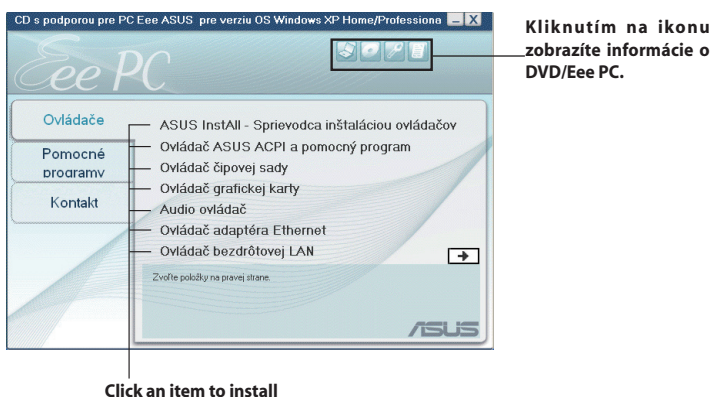 CD s podporou pre PC Eee ASUS pre verziu OS Windows XP Home/Professiona
Kliknutím na ikonu
zobrazíte informácie o
DVD/Eee PC.
Eee PC
Ovládače
Pomocné
programy
Kontakt
ASUS InstAll - Sprievodca inštaláciou ovládačov
Ovládač ASUS ACPI a pomocný program
Ovládač čipovej sady
Ovládač grafickej karty
Audio ovládač
Ovládač adaptéra Ethernet
Ovládač bezdrôtovej LAN
Zvoľte položky na pravej strane.
ASUS
Click an item to install